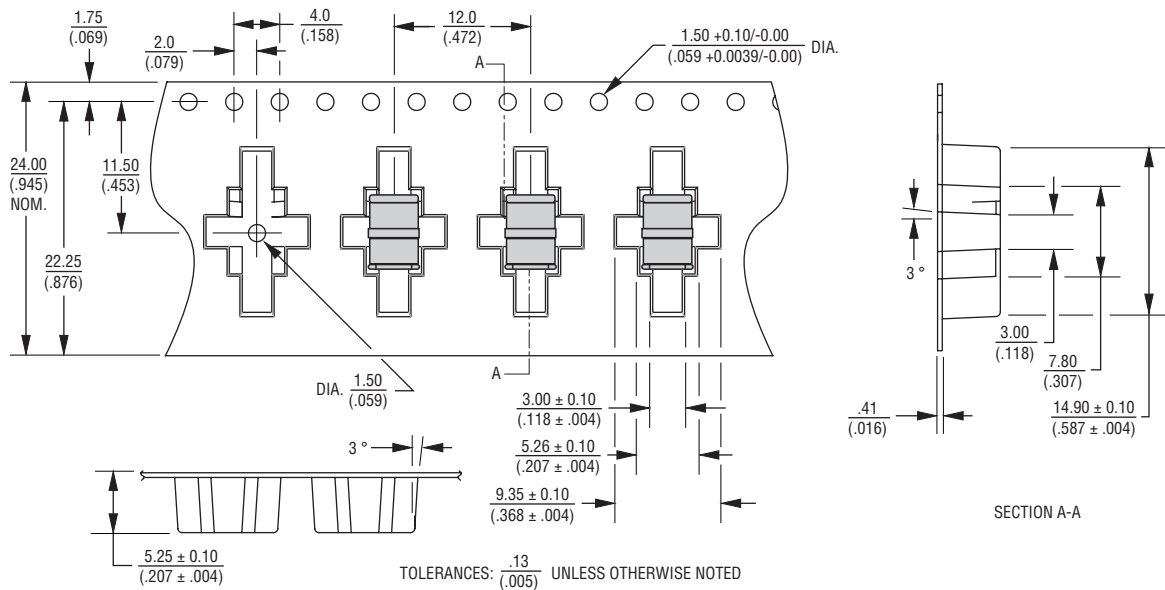 1.75
(.069)
4.0
(.158)
2.0
(.079)
12.0
(.472)
A
1.50 +0.10/-0.00
(.059 +0.0039/-0.00)
DIA.
24.00
(.945)
NOM.
11.50
(.453)
22.25
(.876)
A
DIA. 1.50
(.059)
3.00 ± 0.10
(.118 ± .004)
5.26 ± 0.10
(.207 ± .004)
9.35 ± 0.10
(.368 ± .004)
3 °
3.00
(.118)
7.80
(.307)
14.90 ± 0.10
(.587 ± .004)
.41
(.016)
SECTION A-A
3 °
5.25 ± 0.10
(.207 ± .004)
TOLERANCES: .13
(.005)
UNLESS OTHERWISE NOTED